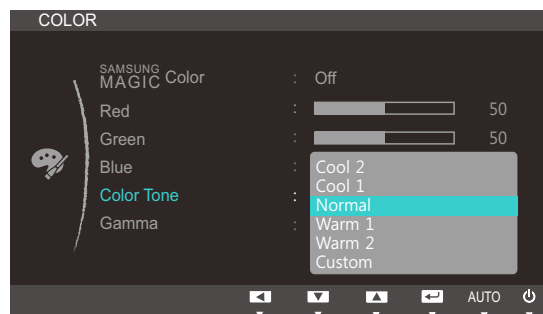 COLOR
SAMSUNG MAGIC Color : Off
Red : 50
Green : 50
Blue :
Color Tone :
Gamma :
Cool 2
Cool 1
Normal
Warm 1
Warm 2
Custom
AUTO